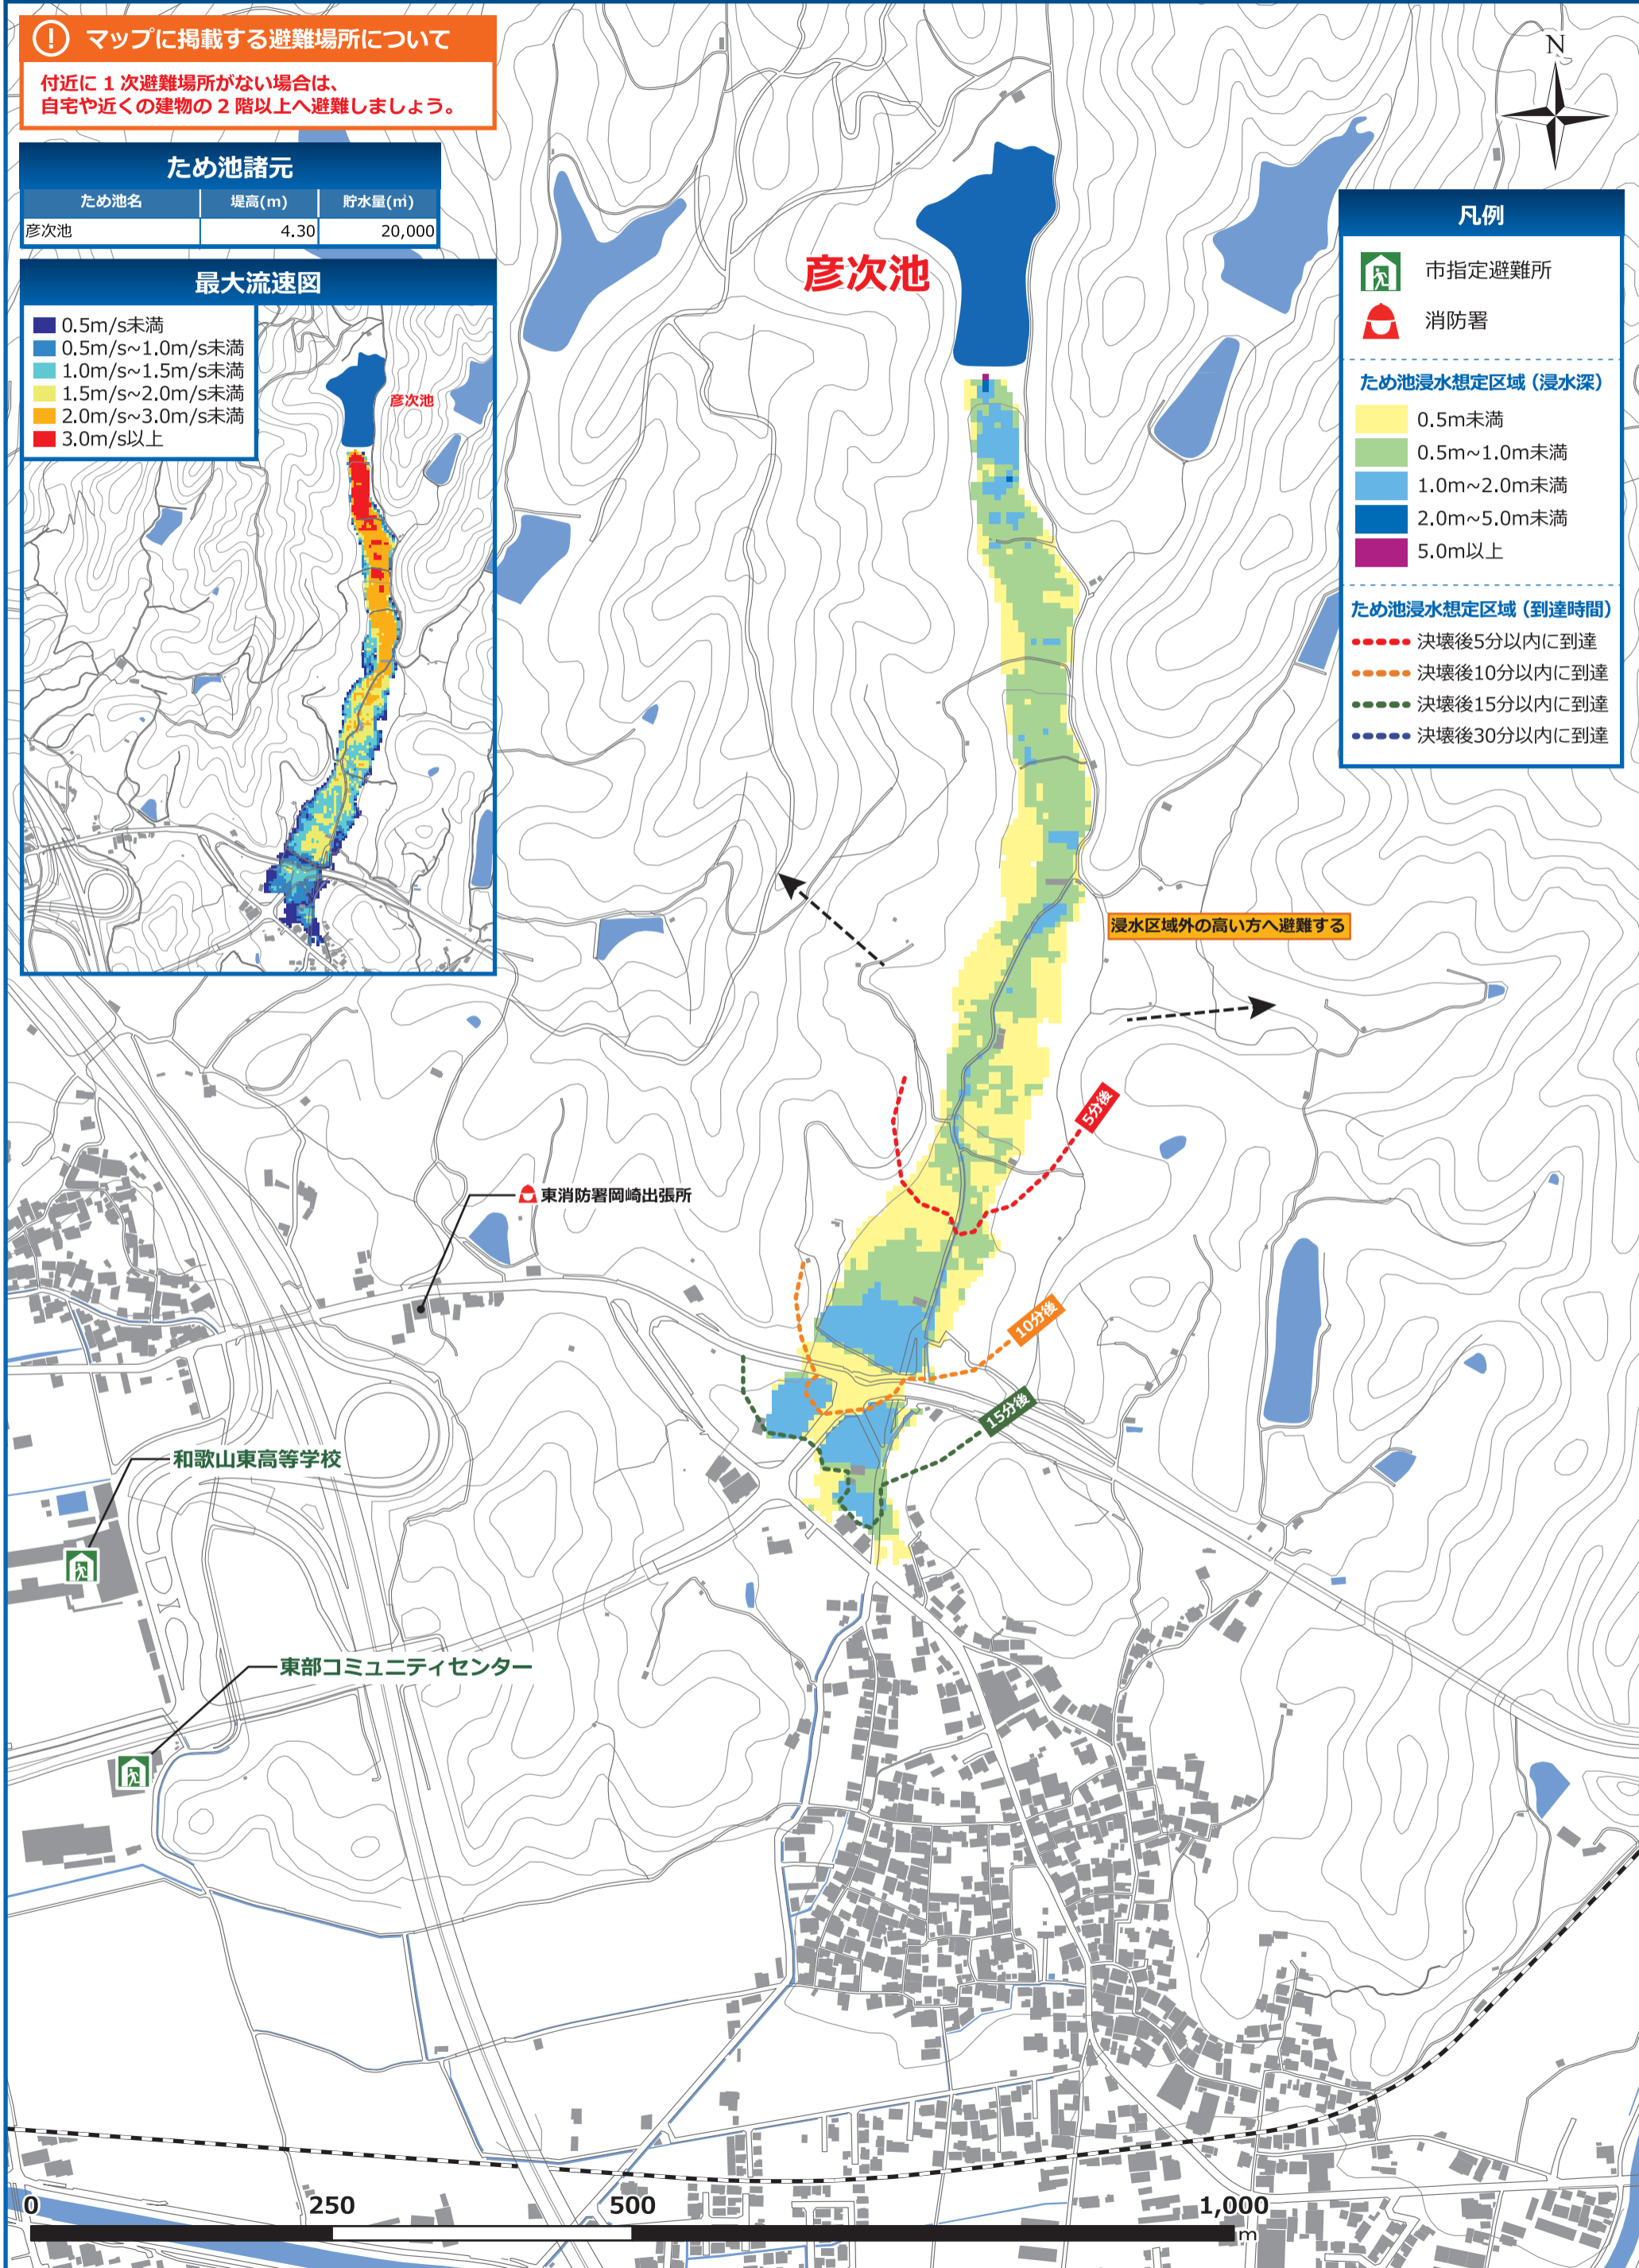 ! マップに掲載する避難場所について
付近に1次避難場所がない場合は、
自宅や近くの建物の2階以上へ避難しましょう。
ため池諸元
ため池名 堤高(m) 貯水量(㎥)
彦次池 4.30 20,000
最大流速図
0.5m/s未満
0.5m/s~1.0m/s未満
1.0m/s~1.5m/s未満
1.5m/s~2.0m/s未満
2.0m/s~3.0m/s未満
3.0m/s以上
彦次池
彦次池
N
凡例
市指定避難所
消防署
ため池浸水想定区域（浸水深）
0.5m未満
0.5m~1.0m未満
1.0m~2.0m未満
2.0m~5.0m未満
5.0m以上
ため池浸水想定区域（到達時間）
決壊後5分以内に到達
決壊後10分以内に到達
決壊後15分以内に到達
決壊後30分以内に到達
浸水区域外の高い方へ避難する
5分後
東消防署岡崎出張所
10分後
15分後
和歌山東高等学校
東部コミュニティセンター
0 250 500 1,000
m